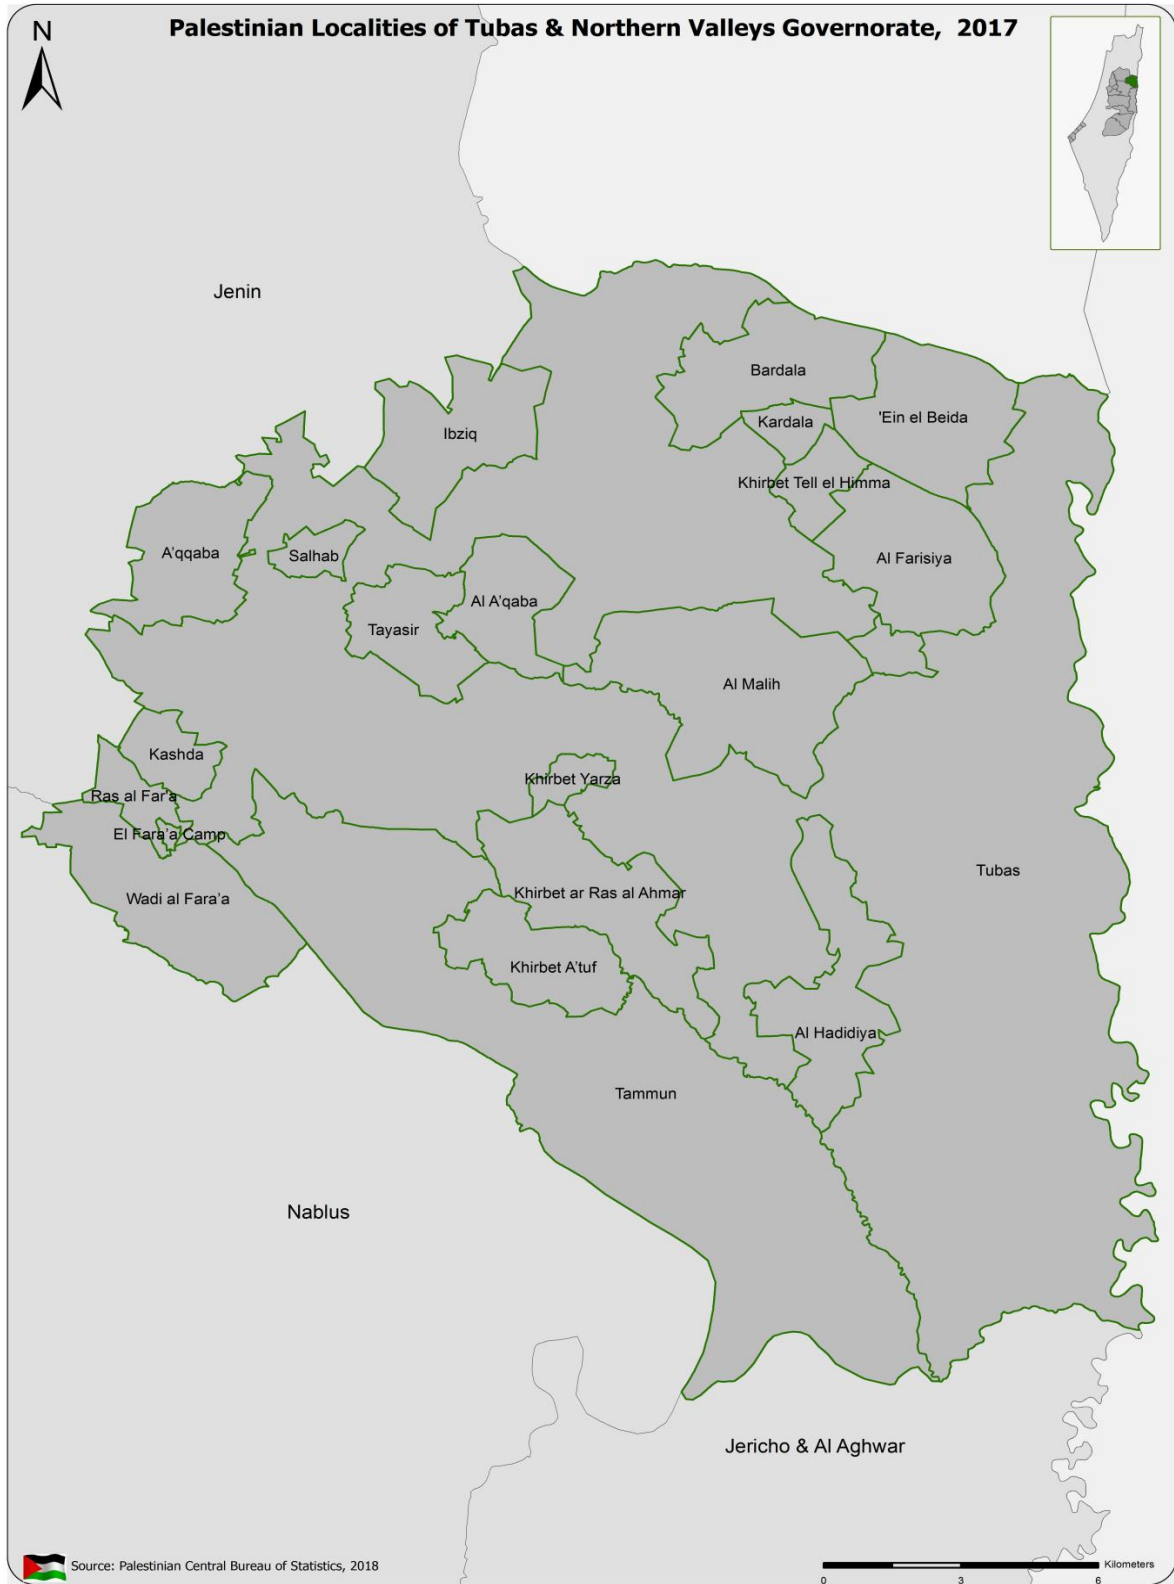 Palestinian Localities of Tubas & Northern Valleys Governorate, 2017
N
Jenin
Bardala
'Ein el Beida
Kardala
Ibziq
Khirbet Tell el Himma
A'qqaba
Salhab
Al Farisiya
Al A'qaba
Tayasir
Al Malih
Kashda
Khirbet Yarza
Ras al Far'a
El Fara'a Camp
Tubas
Wadi al Fara'a
Khirbet ar Ras al Ahmar
Khirbet A'tuf
Al Hadidiya
Tammun
Nablus
Jericho & Al Aghwar
Source: Palestinian Central Bureau of Statistics, 2018
Kilometers
0 3 6